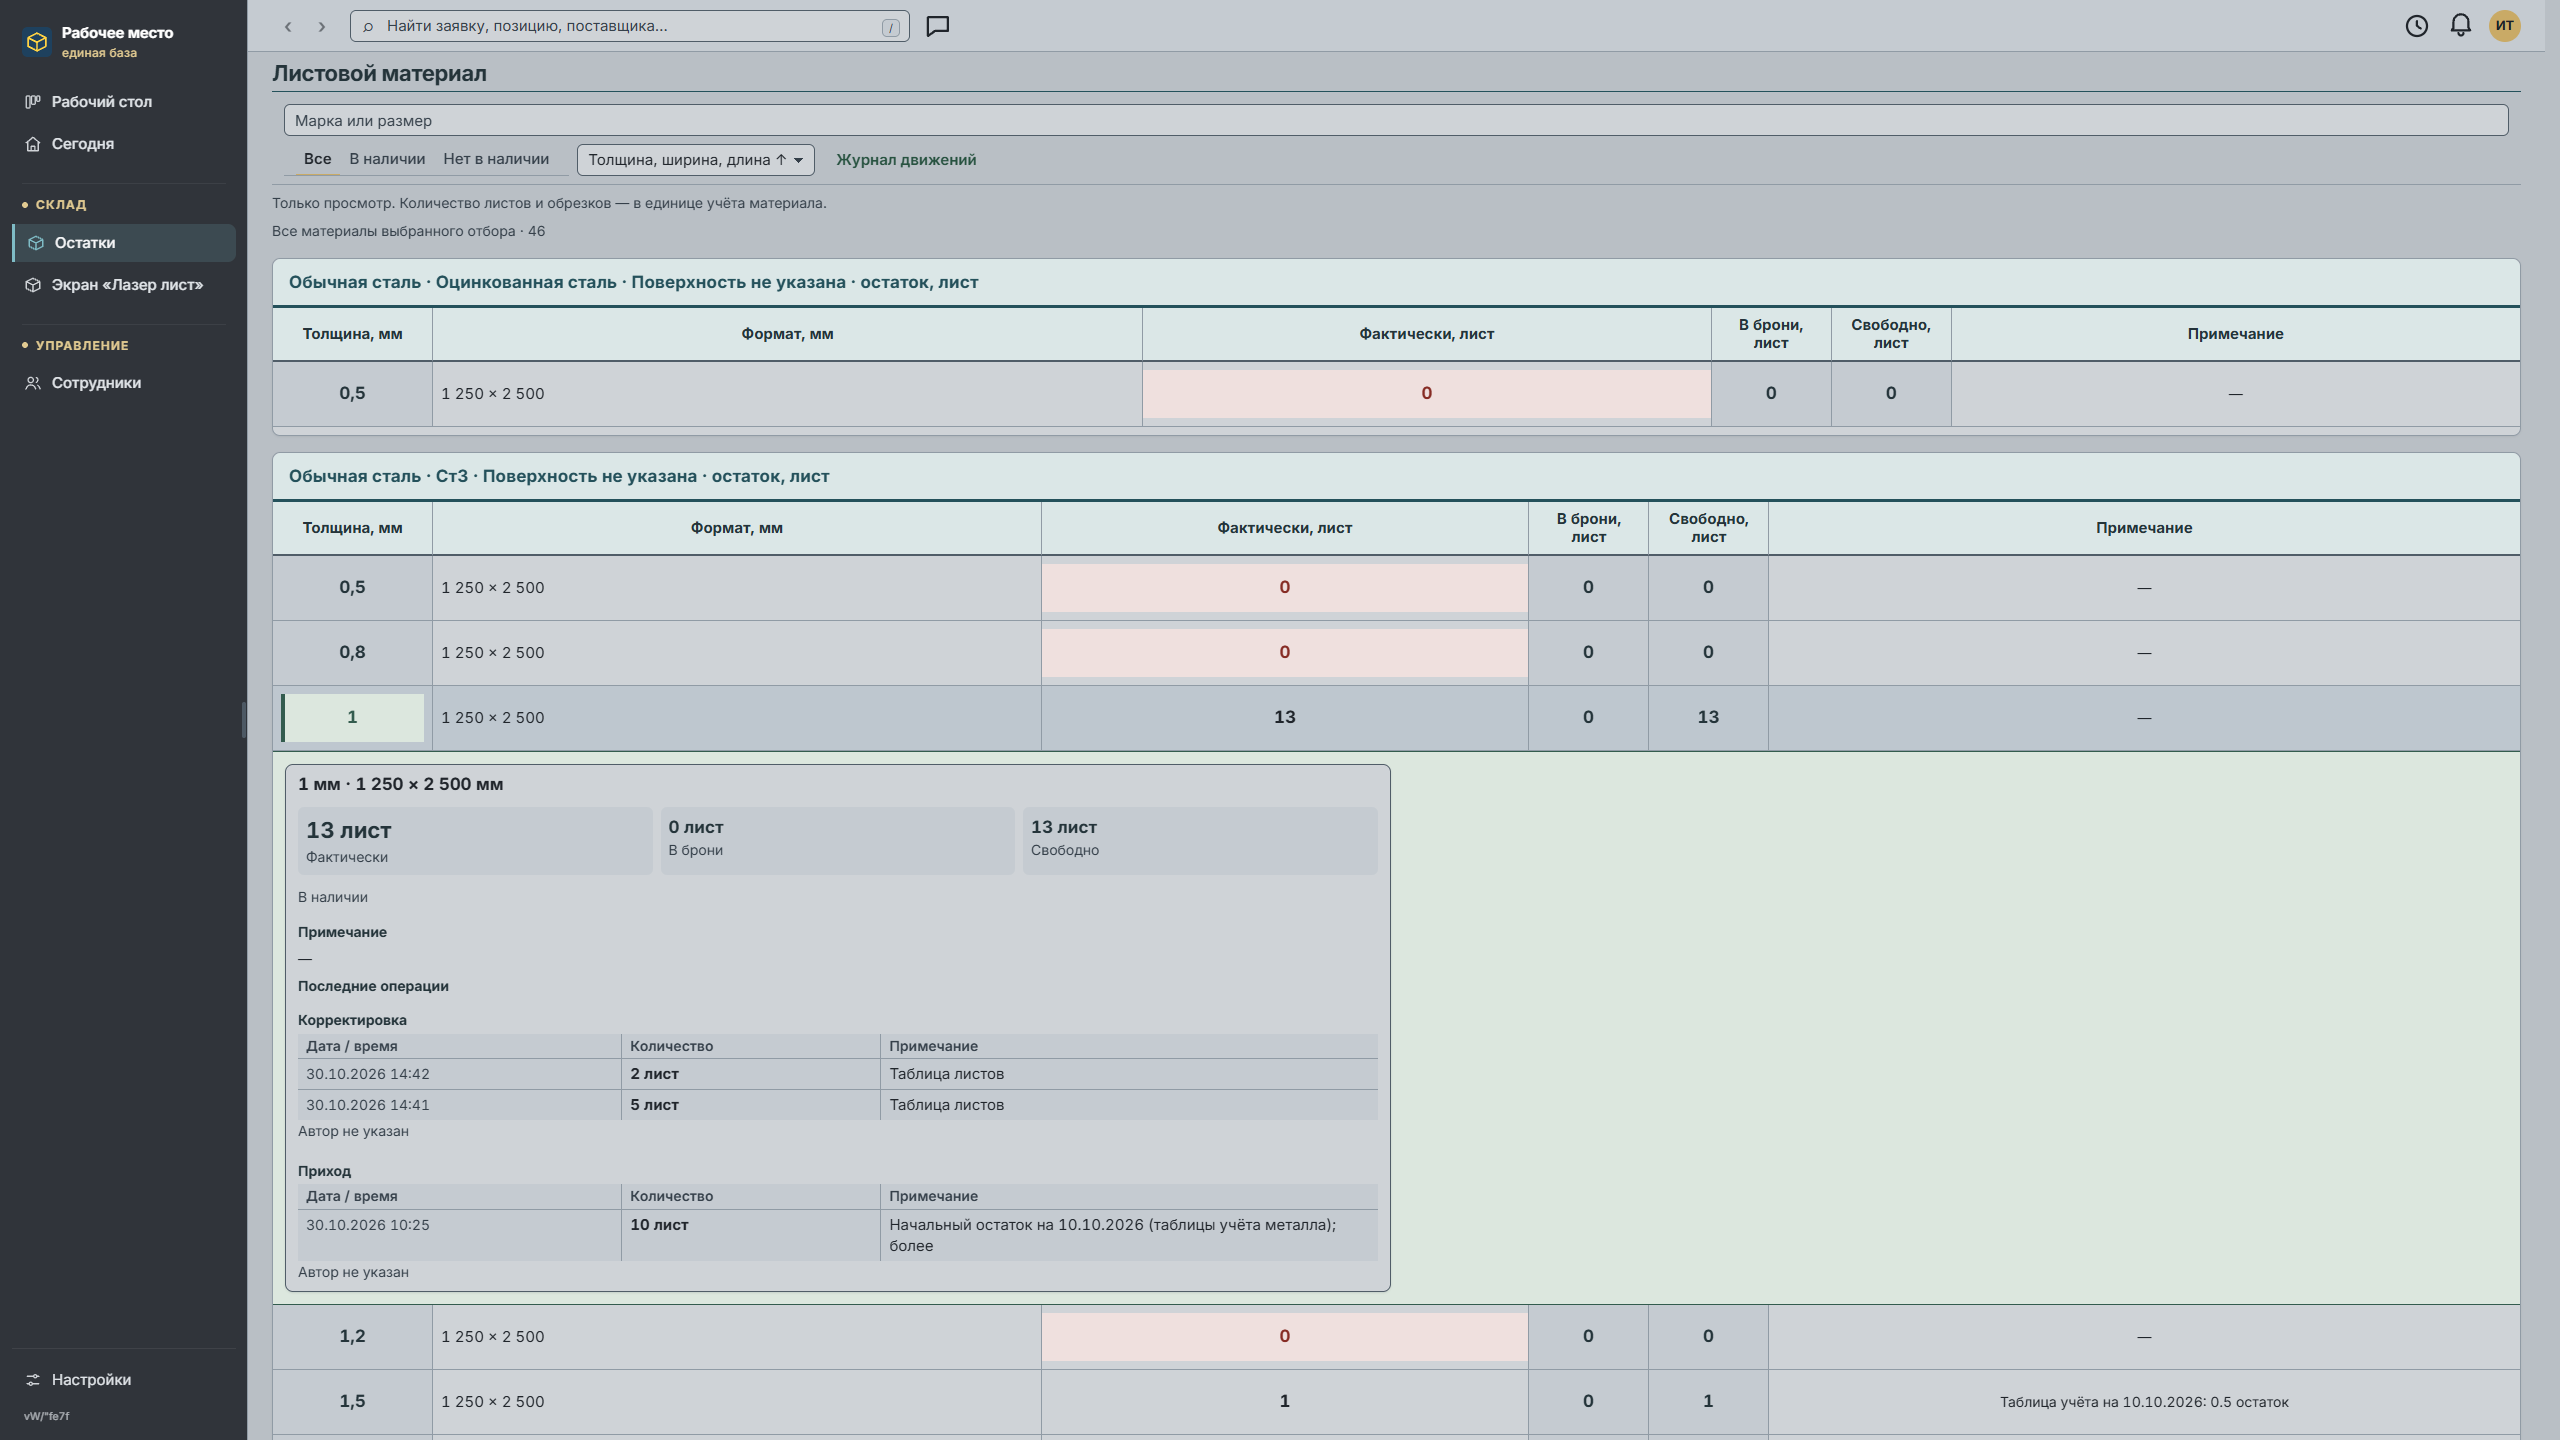 Рабочее место
единая база
Рабочий стол
Сегодня
СКЛАД
Остатки
Экран «Лазер лист»
УПРАВЛЕНИЕ
Сотрудники
Настройки
vW/"fe7f
Найти заявку, позицию, поставщика... /
ИТ
Листовой материал
Марка или размер
Все В наличии Нет в наличии Толщина, ширина, длина ↑ Журнал движений
Только просмотр. Количество листов и обрезков — в единице учёта материала.
Все материалы выбранного отбора · 46
Обычная сталь · Оцинкованная сталь · Поверхность не указана · остаток, лист
Толщина, мм Формат, мм Фактически, лист В брони, лист Свободно, лист Примечание
0,5 1 250 × 2 500 0 0 0 —
Обычная сталь · Ст3 · Поверхность не указана · остаток, лист
Толщина, мм Формат, мм Фактически, лист В брони, лист Свободно, лист Примечание
0,5 1 250 × 2 500 0 0 0 —
0,8 1 250 × 2 500 0 0 0 —
1 1 250 × 2 500 13 0 13 —
1 мм · 1 250 × 2 500 мм
13 лист 0 лист 13 лист
Фактически В брони Свободно
В наличии
Примечание
—
Последние операции
Корректировка
Дата / время Количество Примечание
30.10.2026 14:42 2 лист Таблица листов
30.10.2026 14:41 5 лист Таблица листов
Автор не указан
Приход
Дата / время Количество Примечание
30.10.2026 10:25 10 лист Начальный остаток на 10.10.2026 (таблицы учёта металла);
более
Автор не указан
1,2 1 250 × 2 500 0 0 0 —
1,5 1 250 × 2 500 1 0 1 Таблица учёта на 10.10.2026: 0.5 остаток